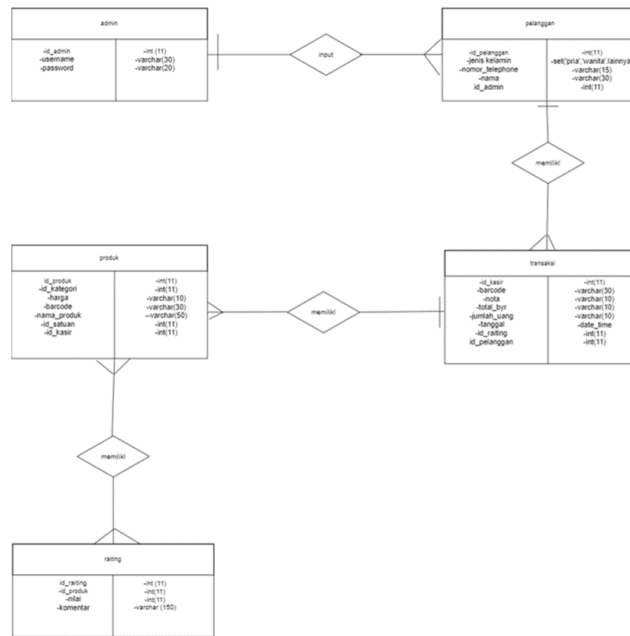 admin
-id_admin -int (11)
-username -varchar(30)
-password -varchar(20)
input
pelanggan
-id_pelanggan -int(11)
-jenis kelamin -set('pria','wanita'.lainnya
-nomor_telephone -varchar(15)
-nama -varchar(30)
id_admin -int(11)
memilikI
produk
id_produk -int(11)
-id_kategori -int(11)
-harga -varchar(10)
-barcode -varchar(30)
-nama_produk --varchar(50)
-id_satuan -int(11)
-id_kasir -int(11)
memilikI
transaksi
-id_kasir -int(11)
-barcode -varchar(30)
-nota -varchar(10)
-total_byr -varchar(10)
-jumlah_uang -varchar(10)
-tanggal -date_time
-id_raiting -int(11)
id_pelanggan -int(11)
memilikI
raiting
id_raiting -int (11)
-id_produk -int(11)
-nilai -int(11)
-komentar -varchar (150)